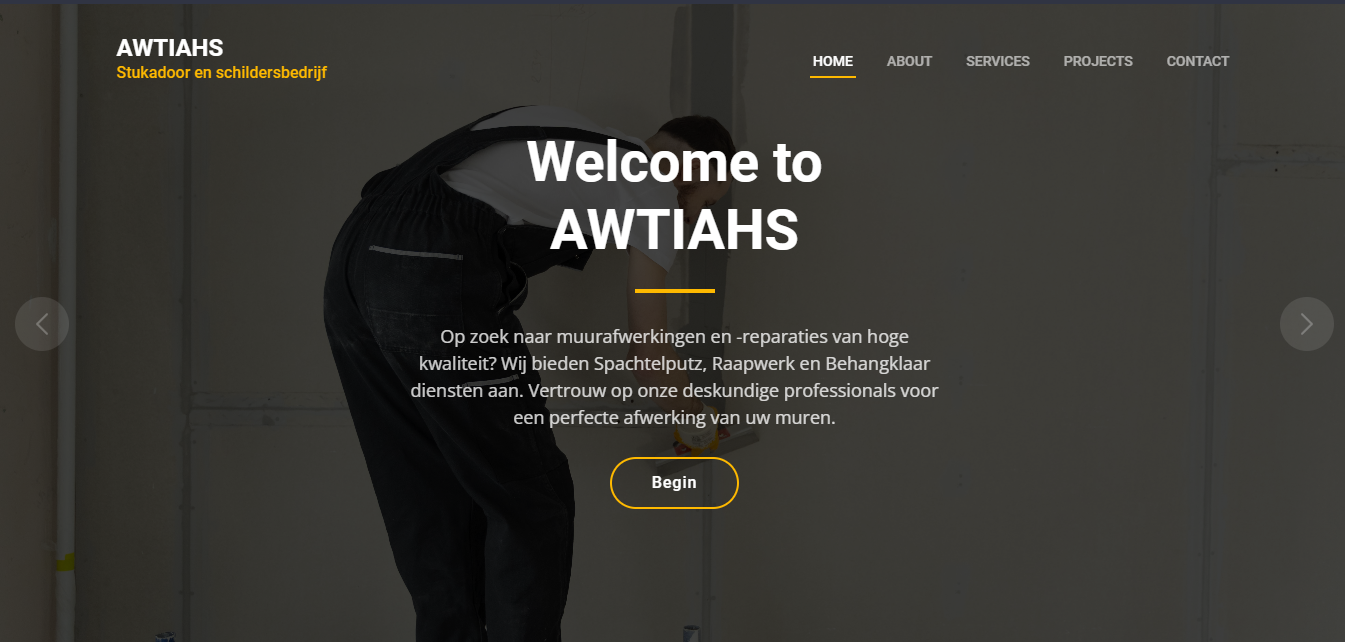 AWTIAHS
Stukadoor en schildersbedrijf
HOME ABOUT SERVICES PROJECTS CONTACT
Welcome to
AWTIAHS
Op zoek naar muurafwerkingen en -reparaties van hoge
kwaliteit? Wij bieden Spachtelputz, Raapwerk en Behangklaar
diensten aan. Vertrouw op onze deskundige professionals voor
een perfecte afwerking van uw muren.
Begin